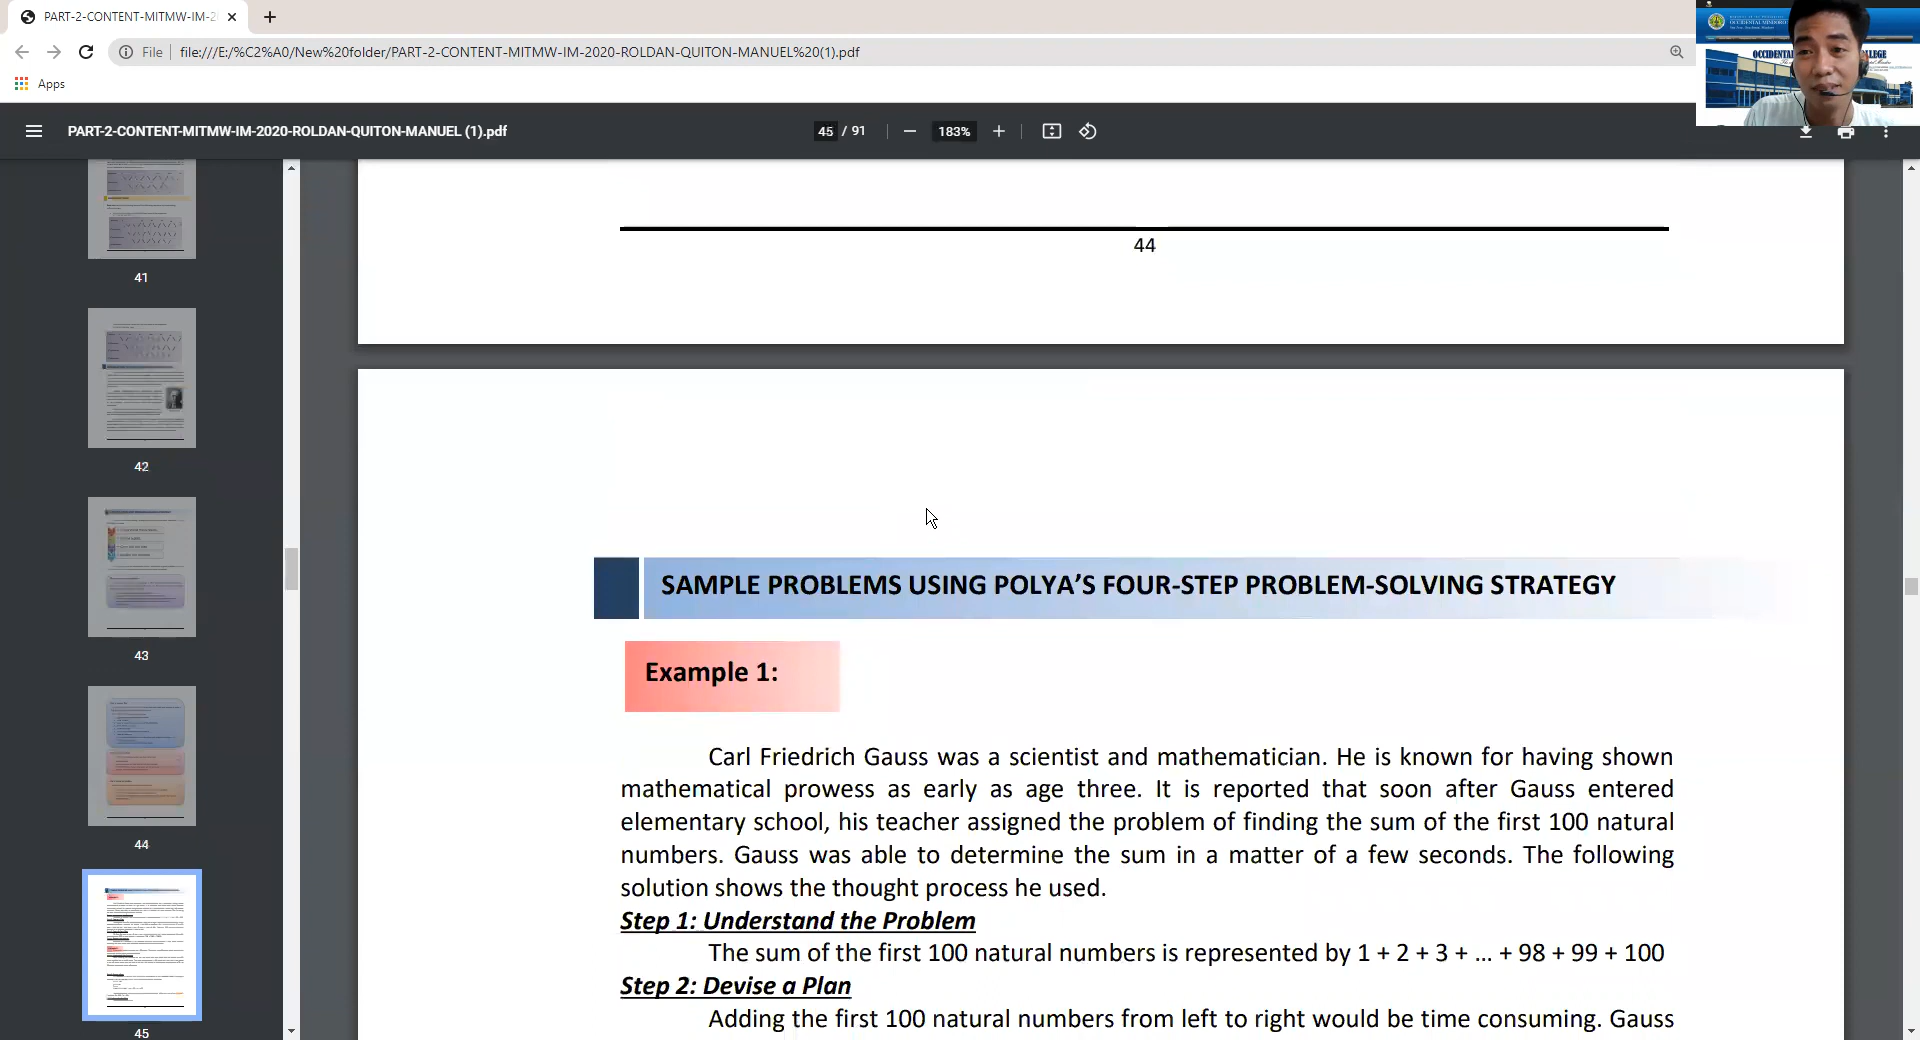 PART-2-CONTENT-MITMW-IM-2
File
file:///E:/%C2%A0/New%20folder/PART-2-CONTENT-MITMW-IM-2020-ROLDAN-QUITON-MANUEL%20(1).pdf
Apps
PART-2-CONTENT-MITMW-IM-2020-ROLDAN-QUITON-MANUEL (1).pdf
45 / 91
183%
41
42
43
44
45
44
SAMPLE PROBLEMS USING POLYA’S FOUR-STEP PROBLEM-SOLVING STRATEGY
Example 1:
Carl Friedrich Gauss was a scientist and mathematician. He is known for having shown
mathematical prowess as early as age three. It is reported that soon after Gauss entered
elementary school, his teacher assigned the problem of finding the sum of the first 100 natural
numbers. Gauss was able to determine the sum in a matter of a few seconds. The following
solution shows the thought process he used.
Step 1: Understand the Problem
The sum of the first 100 natural numbers is represented by 1 + 2 + 3 + … + 98 + 99 + 100
Step 2: Devise a Plan
Adding the first 100 natural numbers from left to right would be time consuming. Gauss